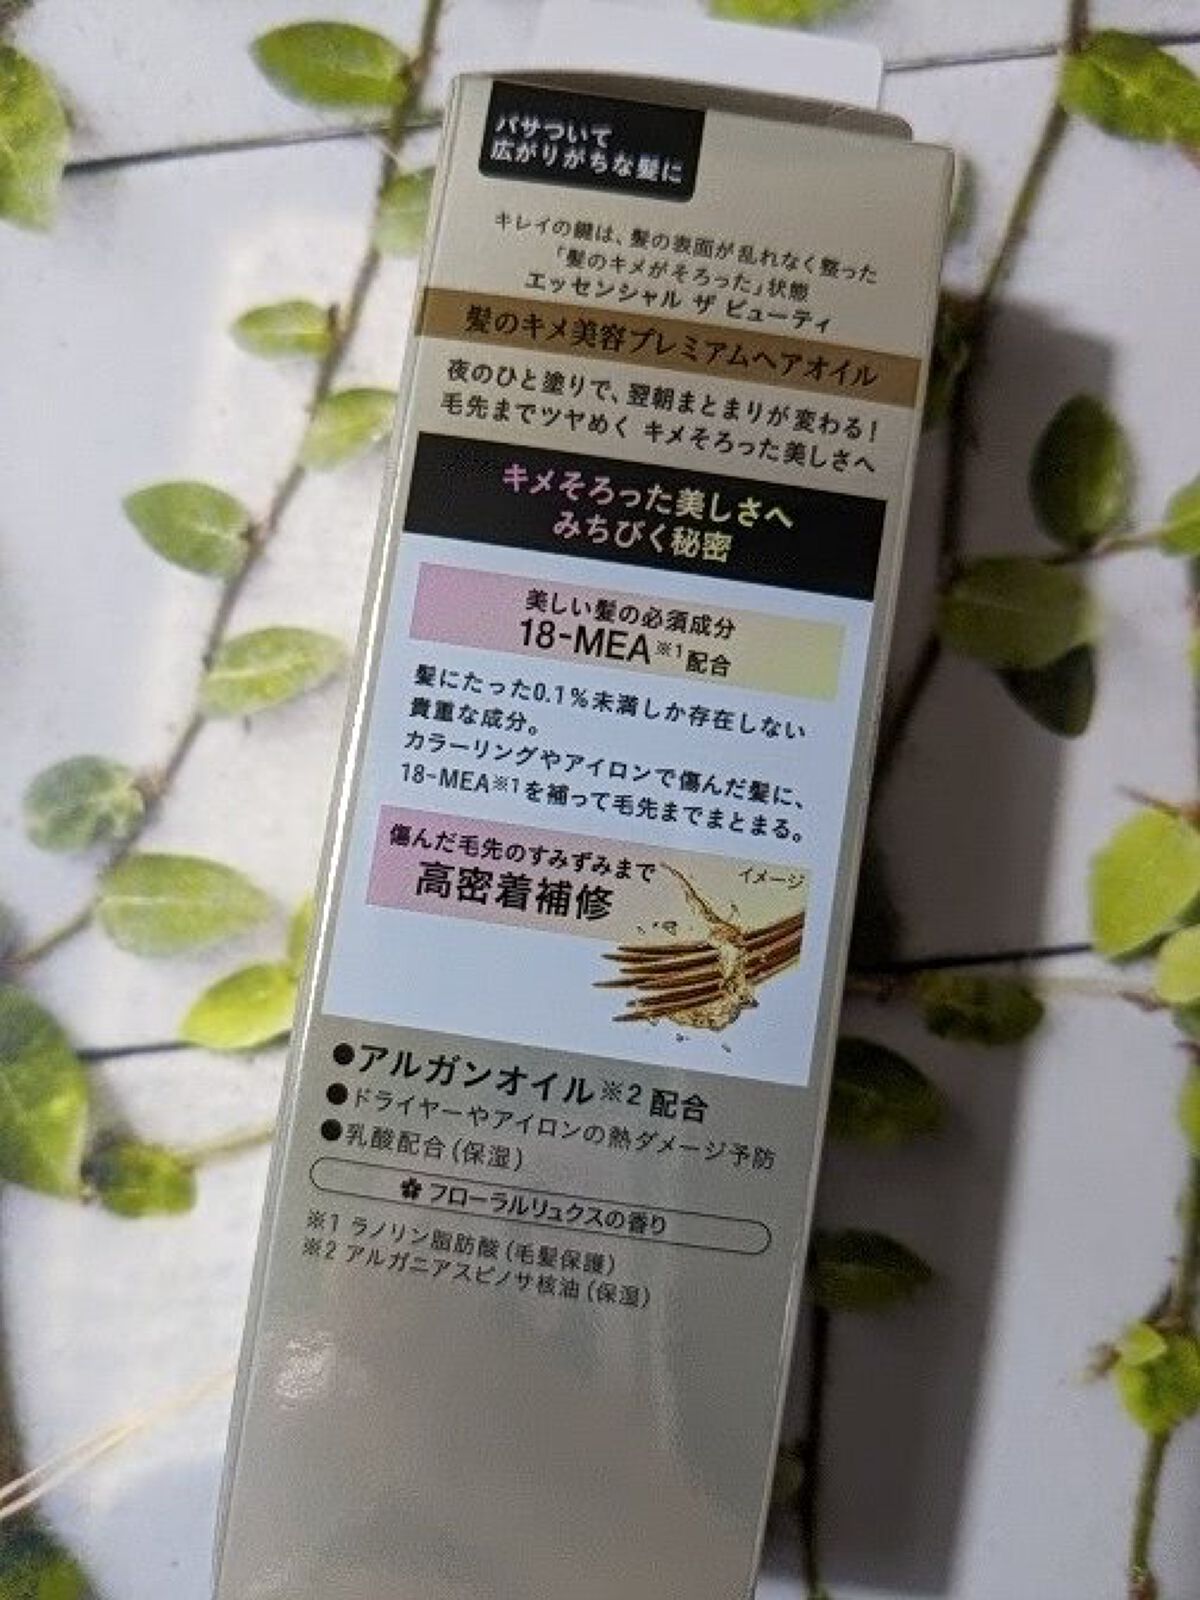 パサついて
広がりがちな髪に
キレイの鍵は、髪の表面が乱れなく整った
「髪のキメがそろった」状態
エッセンシャル ザ ビューティ
髪のキメ美容プレミアムヘアオイル
夜のひと塗りで、翌朝まとまりが変わる!
毛先までツヤめく キメそろった美しさへ
キメそろった美しさへ
みちびく秘密
美しい髪の必須成分
18-MEA※1配合
髪にたった0.1%未満しか存在しない
貴重な成分。
カラーリングやアイロンで傷んだ髪に、
18-MEA※1を補って毛先までまとまる。
傷んだ毛先のすみずみまで
高密着補修
イメージ
●アルガンオイル※2 配合
●ドライヤーやアイロンの熱ダメージ予防
●乳酸配合(保湿)
フローラルリュクスの香り
※1 ラノリン脂肪酸(毛髪保護)
※2 アルガニアスピノサ核油(保湿)